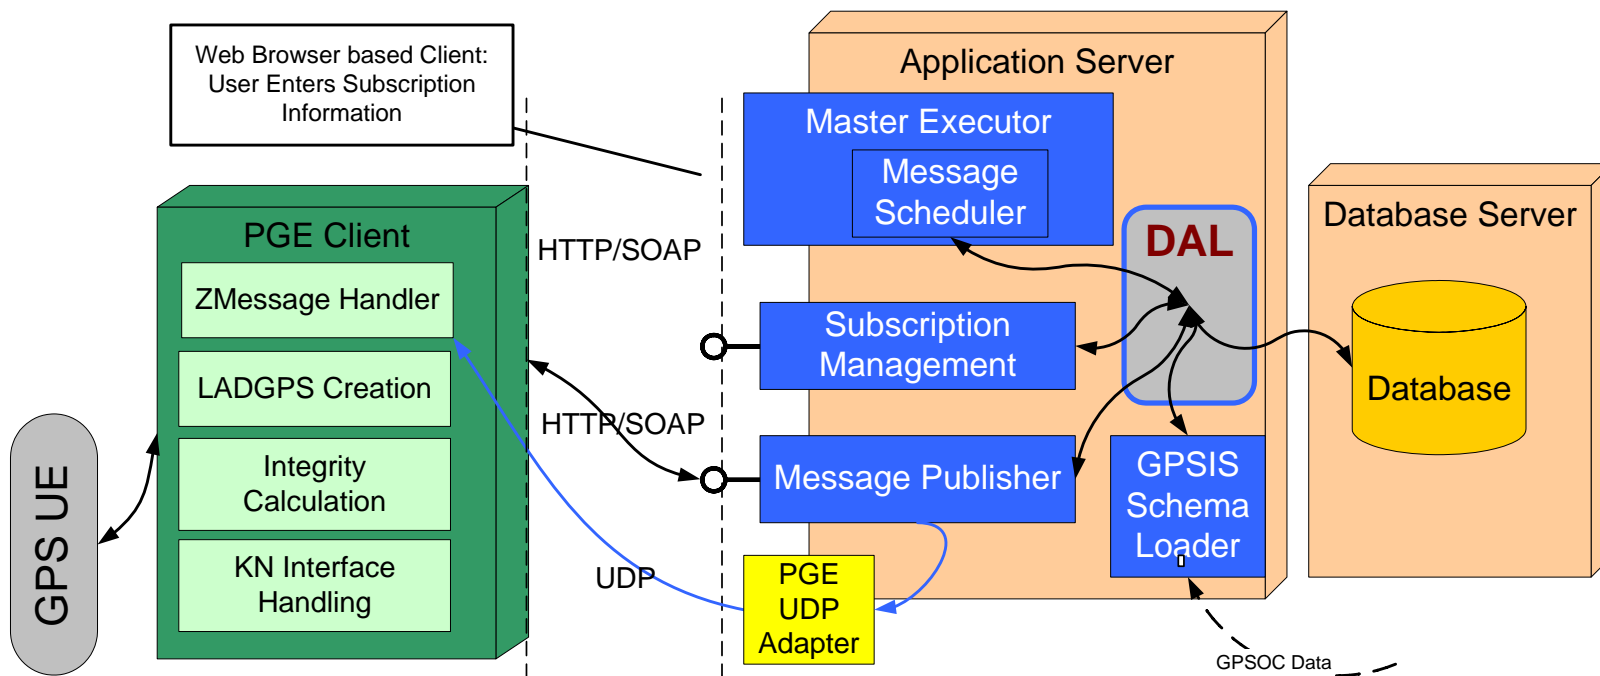 Web Browser based Client:
User Enters Subscription
Information
Application Server
Master Executor
Message
Scheduler
DAL
Database Server
PGE Client
ZMessage Handler
LADGPS Creation
Integrity
Calculation
KN Interface
Handling
GPS UE
HTTP/SOAP
HTTP/SOAP
UDP
Subscription
Management
Message Publisher
PGE
UDP
Adapter
GPSIS
Schema
Loader
Database
GPSOC Data